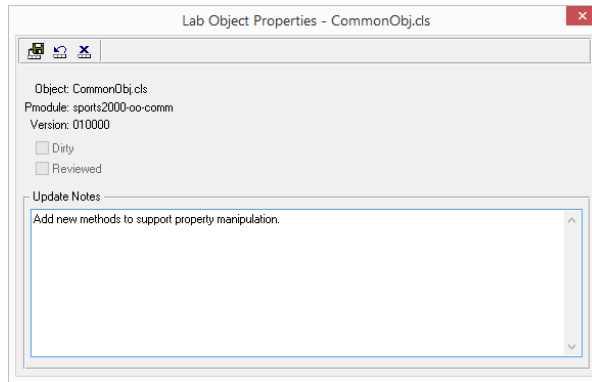 Lab Object Properties - CommonObj.cls
Object: CommonObj.cls
Pmodule: sports2000-oo-comm
Version: 010000
Dirty
Reviewed
Update Notes
Add new methods to support property manipulation.